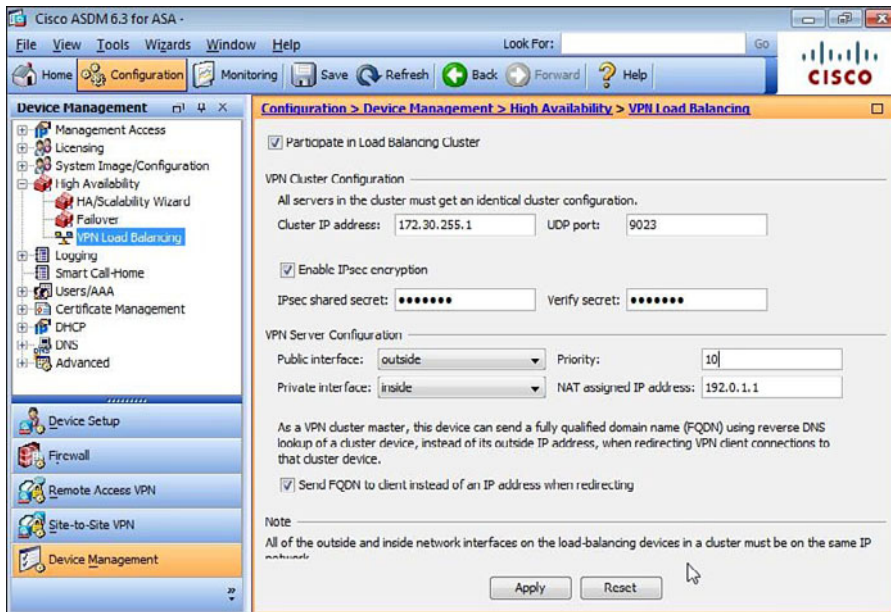 Cisco ASDM 6.3 for ASA -
File View Tools Wizards Window Help Look For: Go
Home Configuration Monitoring Save Refresh Back Forward Help
CISCO
Device Management
Management Access
Licensing
System Image/Configuration
High Availability
HA/Scalability Wizard
Failover
VPN Load Balancing
Logging
Smart Call-Home
Users/AAA
Certificate Management
DHCP
DNS
Advanced
Device Setup
Firewall
Remote Access VPN
Site-to-Site VPN
Device Management
Configuration > Device Management > High Availability > VPN Load Balancing
Participate in Load Balancing Cluster
VPN Cluster Configuration
All servers in the cluster must get an identical cluster configuration.
Cluster IP address: 172.30.255.1 UDP port: 9023
Enable IPsec encryption
IPsec shared secret: ●●●●●●● Verify secret: ●●●●●●●
VPN Server Configuration
Public interface: outside Priority: 10
Private interface: inside NAT assigned IP address: 192.0.1.1
As a VPN cluster master, this device can send a fully qualified domain name (FQDN) using reverse DNS
lookup of a cluster device, instead of its outside IP address, when redirecting VPN client connections to
that cluster device.
Send FQDN to client instead of an IP address when redirecting
Note
All of the outside and inside network interfaces on the load-balancing devices in a cluster must be on the same IP
Apply Reset